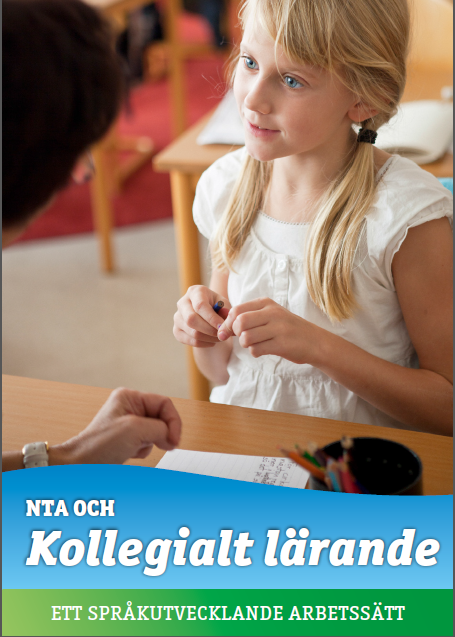 NTA OCH
Kollegialt lärande
ETT SPRÅKUTVECKLANDE ARBETSSÄTT